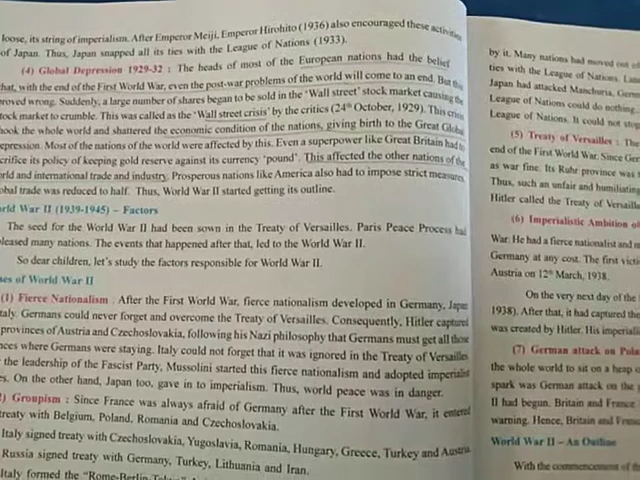 loose, its string of imperialism. After Emperor Meiji, Emperor Hirohito (1936) also encouraged these activities
of Japan. Thus, Japan snapped all its ties with the League of Nations (1933).
(4) Global Depression 1929-32 : The heads of most of the European nations had the belief
that, with the end of the First World War, even the post-war problems of the world will come to an end. But this
proved wrong. Suddenly, a large number of shares began to be sold in the 'Wall street' stock market causing the
stock market to crumble. This was called as the 'Wall street crisis' by the critics (24th October, 1929). This crisis
shook the whole world and shattered the economic condition of the nations, giving birth to the Great Global
Depression. Most of the nations of the world were affected by this. Even a superpower like Great Britain had to
sacrifice its policy of keeping gold reserve against its currency 'pound'. This affected the other nations of the
world and international trade and industry. Prosperous nations like America also had to impose strict measures.
Global trade was reduced to half. Thus, World War II started getting its outline.
World War II (1939-1945) – Factors
The seed for the World War II had been sown in the Treaty of Versailles. Paris Peace Process had
pleased many nations. The events that happened after that, led to the World War II.
So dear children, let's study the factors responsible for World War II.
ses of World War II
(1) Fierce Nationalism : After the First World War, fierce nationalism developed in Germany, Japan
Italy. Germans could never forget and overcome the Treaty of Versailles. Consequently, Hitler captured
provinces of Austria and Czechoslovakia, following his Nazi philosophy that Germans must get all those
nces where Germans were staying. Italy could not forget that it was ignored in the Treaty of Versailles
the leadership of the Fascist Party, Mussolini started this fierce nationalism and adopted imperialist
es. On the other hand, Japan too, gave in to imperialism. Thus, world peace was in danger.
2) Groupism : Since France was always afraid of Germany after the First World War, it entered
treaty with Belgium, Poland, Romania and Czechoslovakia.
Italy signed treaty with Czechoslovakia, Yugoslavia, Romania, Hungary, Greece, Turkey and Austria
Russia signed treaty with Germany, Turkey, Lithuania and Iran.
Italy formed the "Rome-Berlin
by it. Many nations had moved out of
ties with the League of Nations.
Japan had attacked Manchuria,
League of Nations could do nothing
League of Nations. It could not stop
(5) Treaty of Versailles : The
end of the First World War. Since
as war fine. Its Ruhr province was
Thus, such an unfair and humiliating
Hitler called the Treaty of
(6) Imperialistic Ambition of
War. He had a fierce nationalist and
Germany at any cost. The first
Austria on 12th March, 1938.
On the very next day of the
1938). After that, it had captured the
was created by Hitler. His
(7) German attack on
the whole world to sit on a heap of
spark was German attack on the
II had begun. Britain and France
warning. Hence, Britain and
World War II – An Outline
With the commencement of